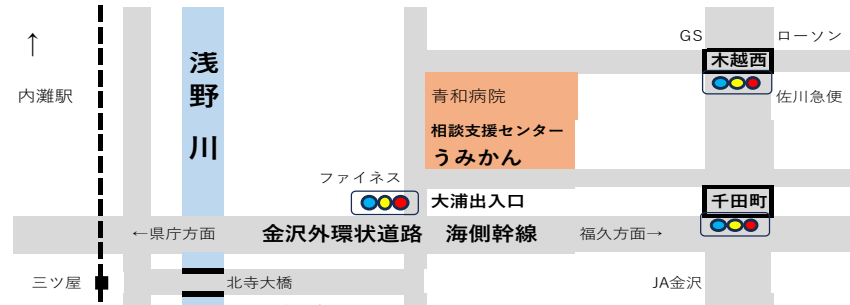 GS
ローソン
↑
浅野川
木越西
内灘駅
青和病院
佐川急便
相談支援センター
うみかん
ファイネス
大浦出入口
千田町
←県庁方面
金沢外環状道路 海側幹線
福久方面→
三ツ屋
北寺大橋
JA金沢